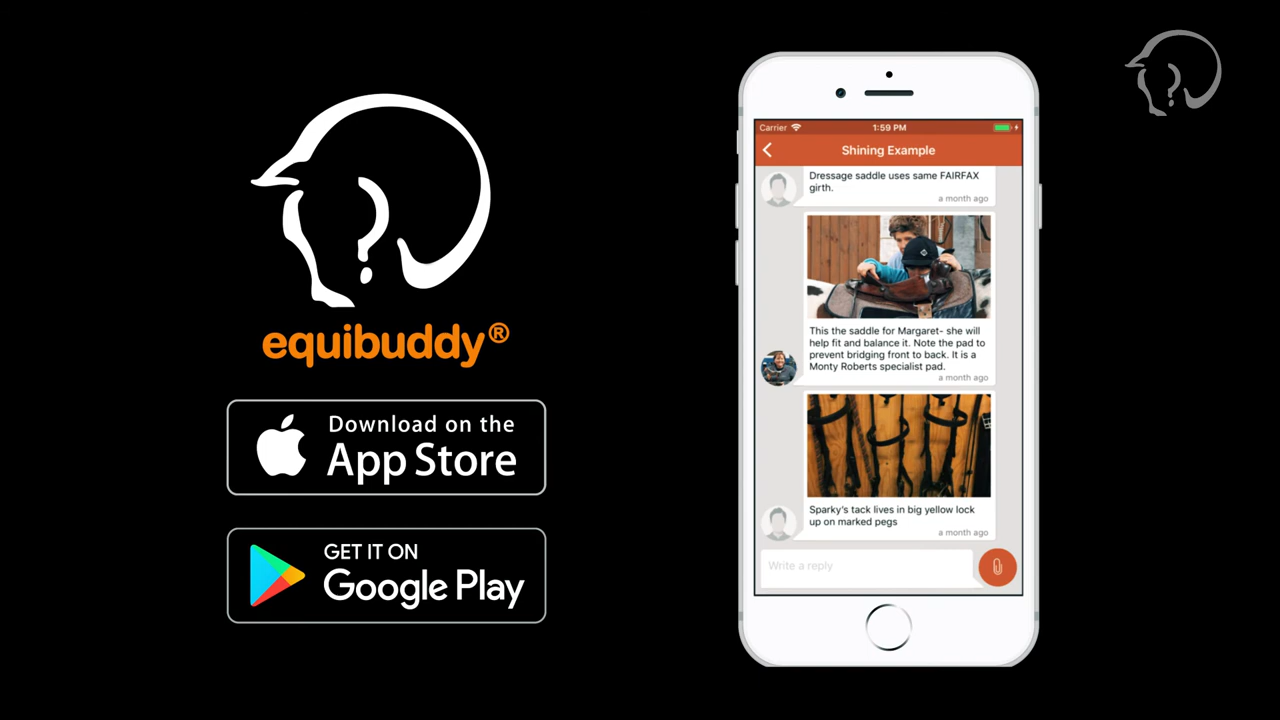 equibuddy®
Download on the
App Store
GET IT ON
Google Play
Carrier
1:59 PM
Shining Example
Dressage saddle uses same FAIRFAX
girth.
a month ago
This the saddle for Margaret- she will
help fit and balance it. Note the pad to
prevent bridging front to back. It is a
Monty Roberts specialist pad.
a month ago
Sparky's tack lives in big yellow lock
up on marked pegs
a month ago
Write a reply